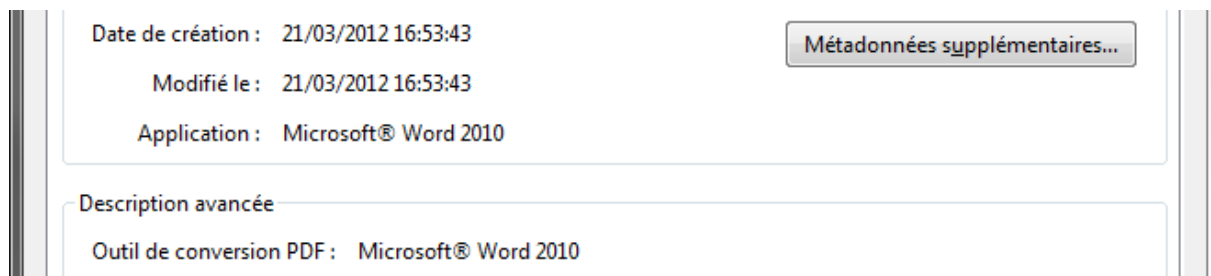 Date de création : 21/03/2012 16:53:43
Métadonnées supplémentaires...
Modifié le : 21/03/2012 16:53:43
Application : Microsoft® Word 2010
Description avancée
Outil de conversion PDF : Microsoft® Word 2010